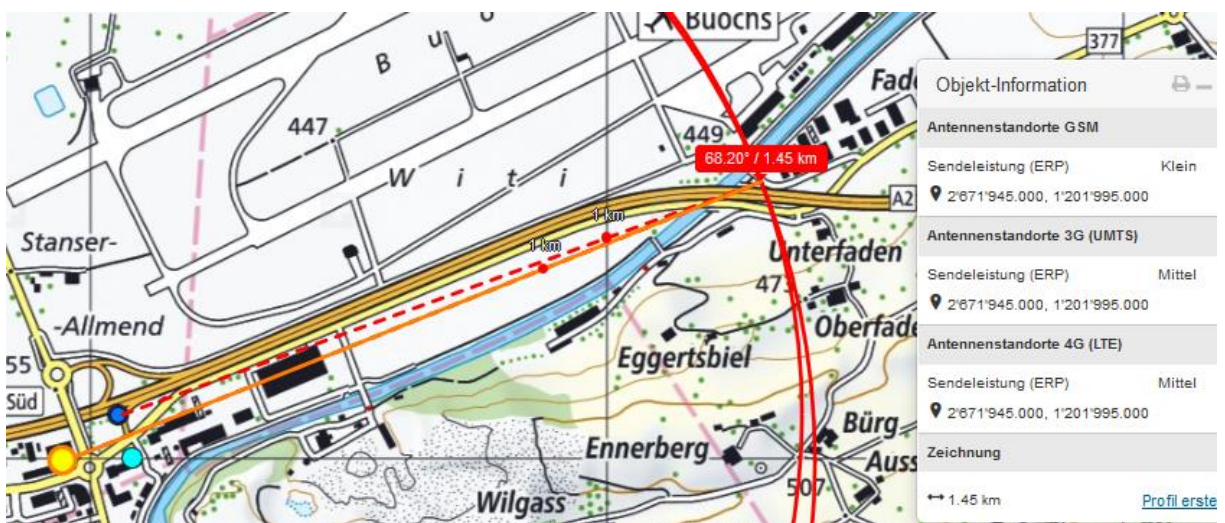 Buochs
377
B
u
o
447
449
Fad
68.20° / 1.45 km
W i t i
A2
1 km
1 km
Stanser-
-Allmend
Unterfaden
473
Oberfade
55
Süd
Eggertsbiel
Bürg
Ennerberg
Auss
507
Wilgass
Objekt-Information
Antennenstandorte GSM
Sendeleistung (ERP) Klein
2'671'945.000, 1'201'995.000
Antennenstandorte 3G (UMTS)
Sendeleistung (ERP) Mittel
2'671'945.000, 1'201'995.000
Antennenstandorte 4G (LTE)
Sendeleistung (ERP) Mittel
2'671'945.000, 1'201'995.000
Zeichnung
1.45 km Profil erste